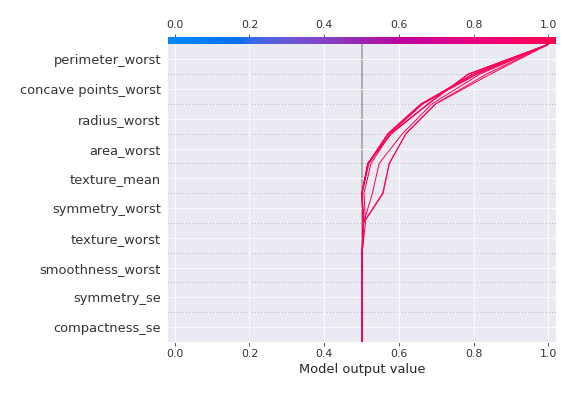 0.0 0.2 0.4 0.6 0.8 1.0
perimeter_worst
concave points_worst
radius_worst
area_worst
texture_mean
symmetry_worst
texture_worst
smoothness_worst
symmetry_se
compactness_se
0.0 0.2 0.4 0.6 0.8 1.0
Model output value